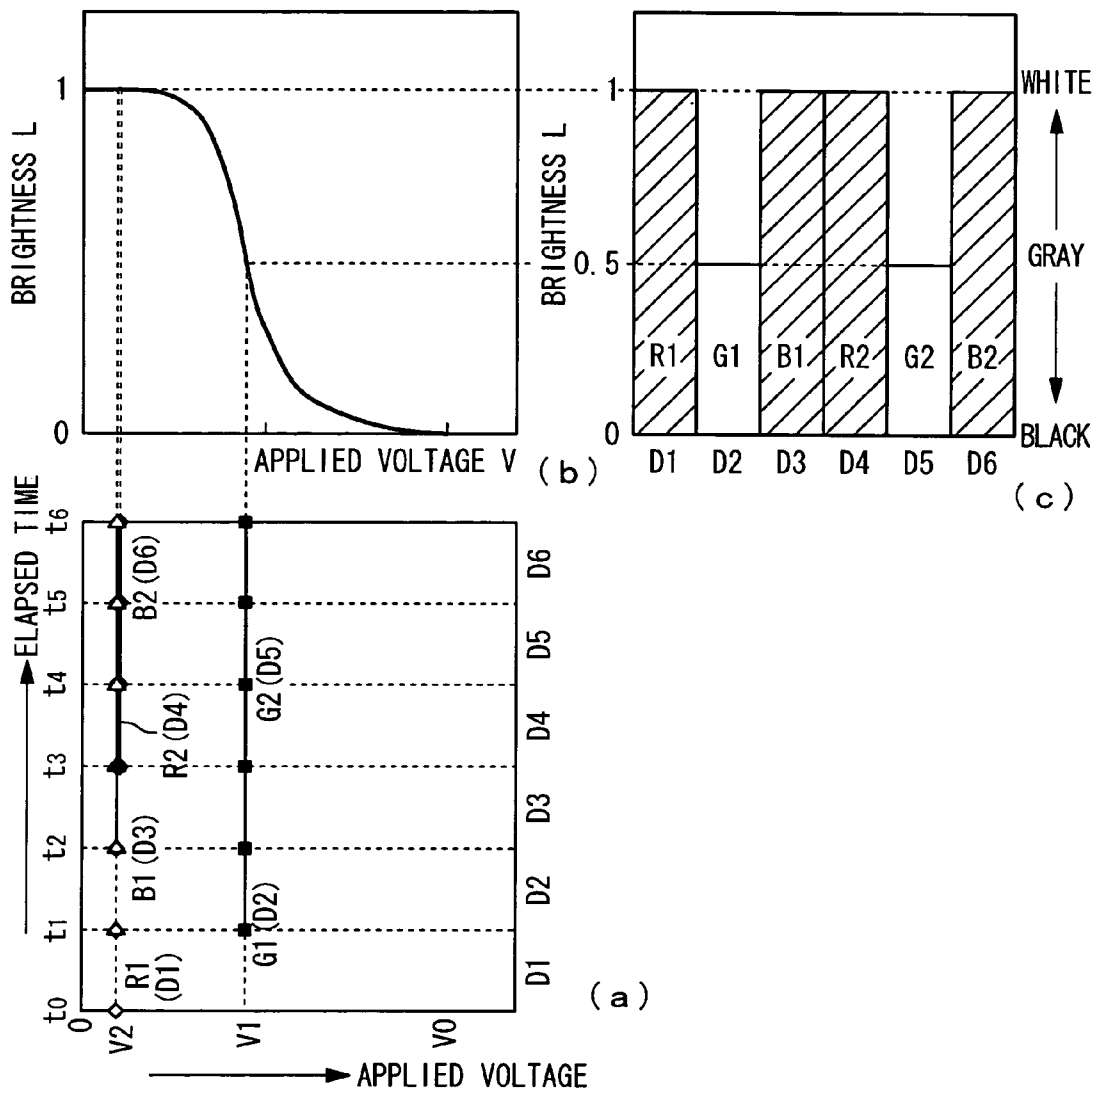 BRIGHTNESS L
1
0
APPLIED VOLTAGE V
(b)
BRIGHTNESS L
1
0.5
0
WHITE
GRAY
BLACK
R1 G1 B1 R2 G2 B2
D1 D2 D3 D4 D5 D6
(c)
ELAPSED TIME
t6
t5
t4
t3
t2
t1
t0
B2 (D6)
G2 (D5)
R2 (D4)
B1 (D3)
G1 (D2)
R1 (D1)
D6
D5
D4
D3
D2
D1
(a)
0 V2 V1 V0
APPLIED VOLTAGE